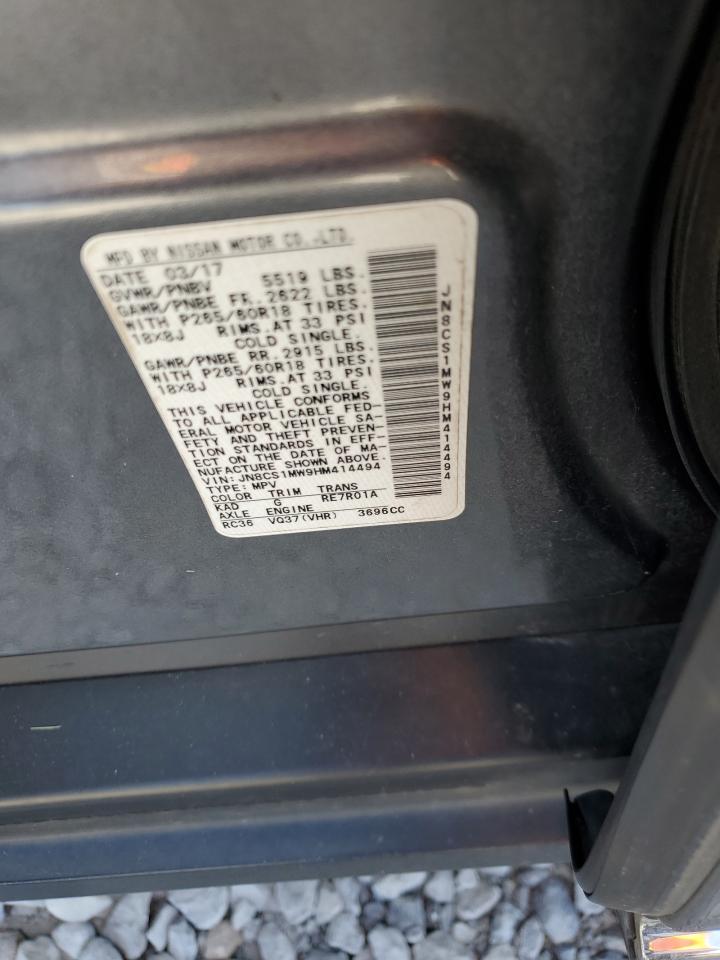 MFD BY NISSAN MOTOR CO.,LTD.
DATE 03/17
GVWR/PNBV 5519 LBS.
GAWR/PNBE FR. 2622 LBS.
WITH P265/60R18 TIRES.
18X8J RIMS.AT 33 PSI
COLD SINGLE.
GAWR/PNBE RR. 2915 LBS.
WITH P265/60R18 TIRES.
18X8J RIMS.AT 33 PSI
COLD SINGLE.
THIS VEHICLE CONFORMS
TO ALL APPLICABLE FED-
ERAL MOTOR VEHICLE SA-
FETY AND THEFT PREVEN-
TION STANDARDS IN EFF-
ECT ON THE DATE OF MA-
NUFACTURE SHOWN ABOVE.
VIN:JN8CS1MW9HM414494
TYPE:MPV
COLOR TRIM TRANS
KAD G RE7R01A
AXLE ENGINE
RC36 VQ37(VHR) 3696CC
JN8CS1MW9HM414494